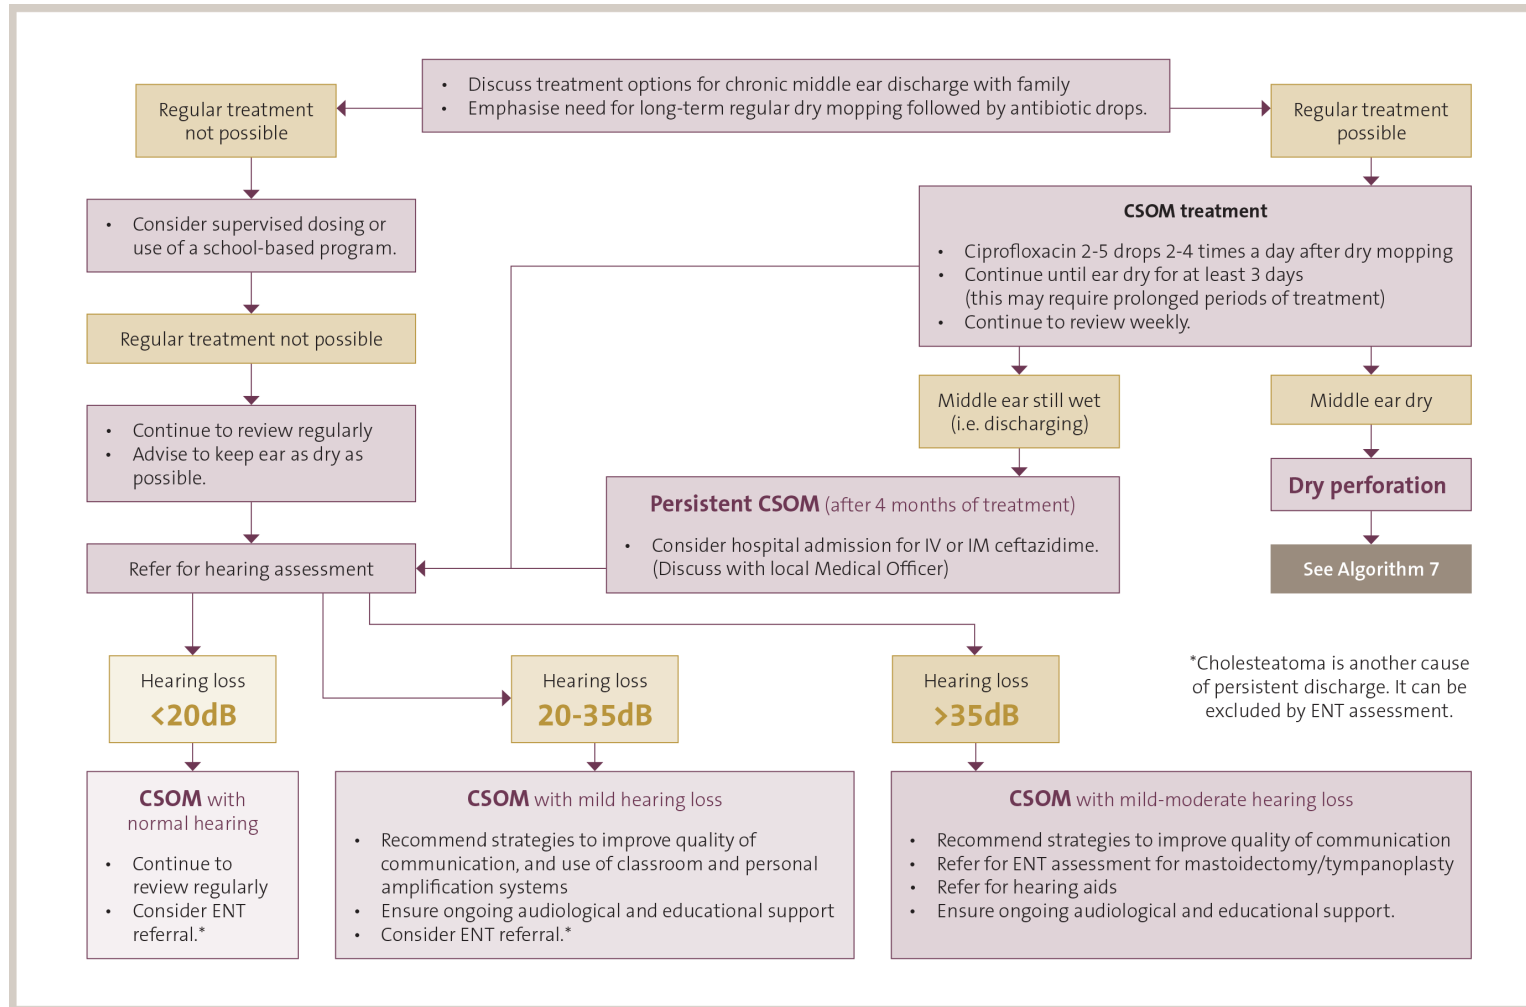 • Discuss treatment options for chronic middle ear discharge with family
• Emphasise need for long-term regular dry mopping followed by antibiotic drops.
Regular treatment
not possible
Regular treatment
possible
• Consider supervised dosing or
use of a school-based program.
Regular treatment not possible
• Continue to review regularly
• Advise to keep ear as dry as
possible.
CSOM treatment
• Ciprofloxacin 2-5 drops 2-4 times a day after dry mopping
• Continue until ear dry for at least 3 days
(this may require prolonged periods of treatment)
• Continue to review weekly.
Middle ear still wet
(i.e. discharging)
Middle ear dry
Persistent CSOM (after 4 months of treatment)
• Consider hospital admission for IV or IM ceftazidime.
(Discuss with local Medical Officer)
Dry perforation
See Algorithm 7
Refer for hearing assessment
Hearing loss
<20dB
Hearing loss
20-35dB
Hearing loss
>35dB
*Cholesteatoma is another cause
of persistent discharge. It can be
excluded by ENT assessment.
CSOM with
normal hearing
• Continue to
review regularly
• Consider ENT
referral.*
CSOM with mild hearing loss
• Recommend strategies to improve quality of
communication, and use of classroom and personal
amplification systems
• Ensure ongoing audiological and educational support
• Consider ENT referral.*
CSOM with mild-moderate hearing loss
• Recommend strategies to improve quality of communication
• Refer for ENT assessment for mastoidectomy/tympanoplasty
• Refer for hearing aids
• Ensure ongoing audiological and educational support.